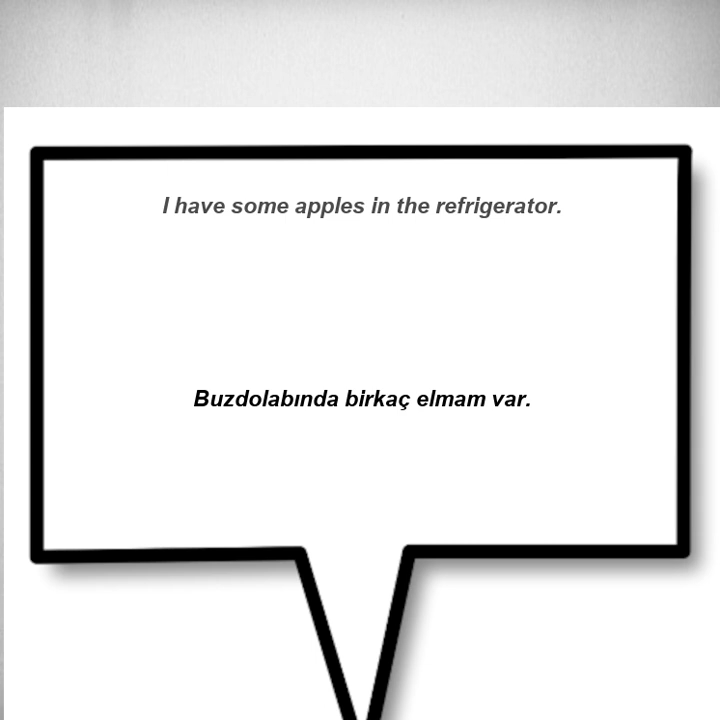 I have some apples in the refrigerator.
Buzdolabında birkaç elmam var.